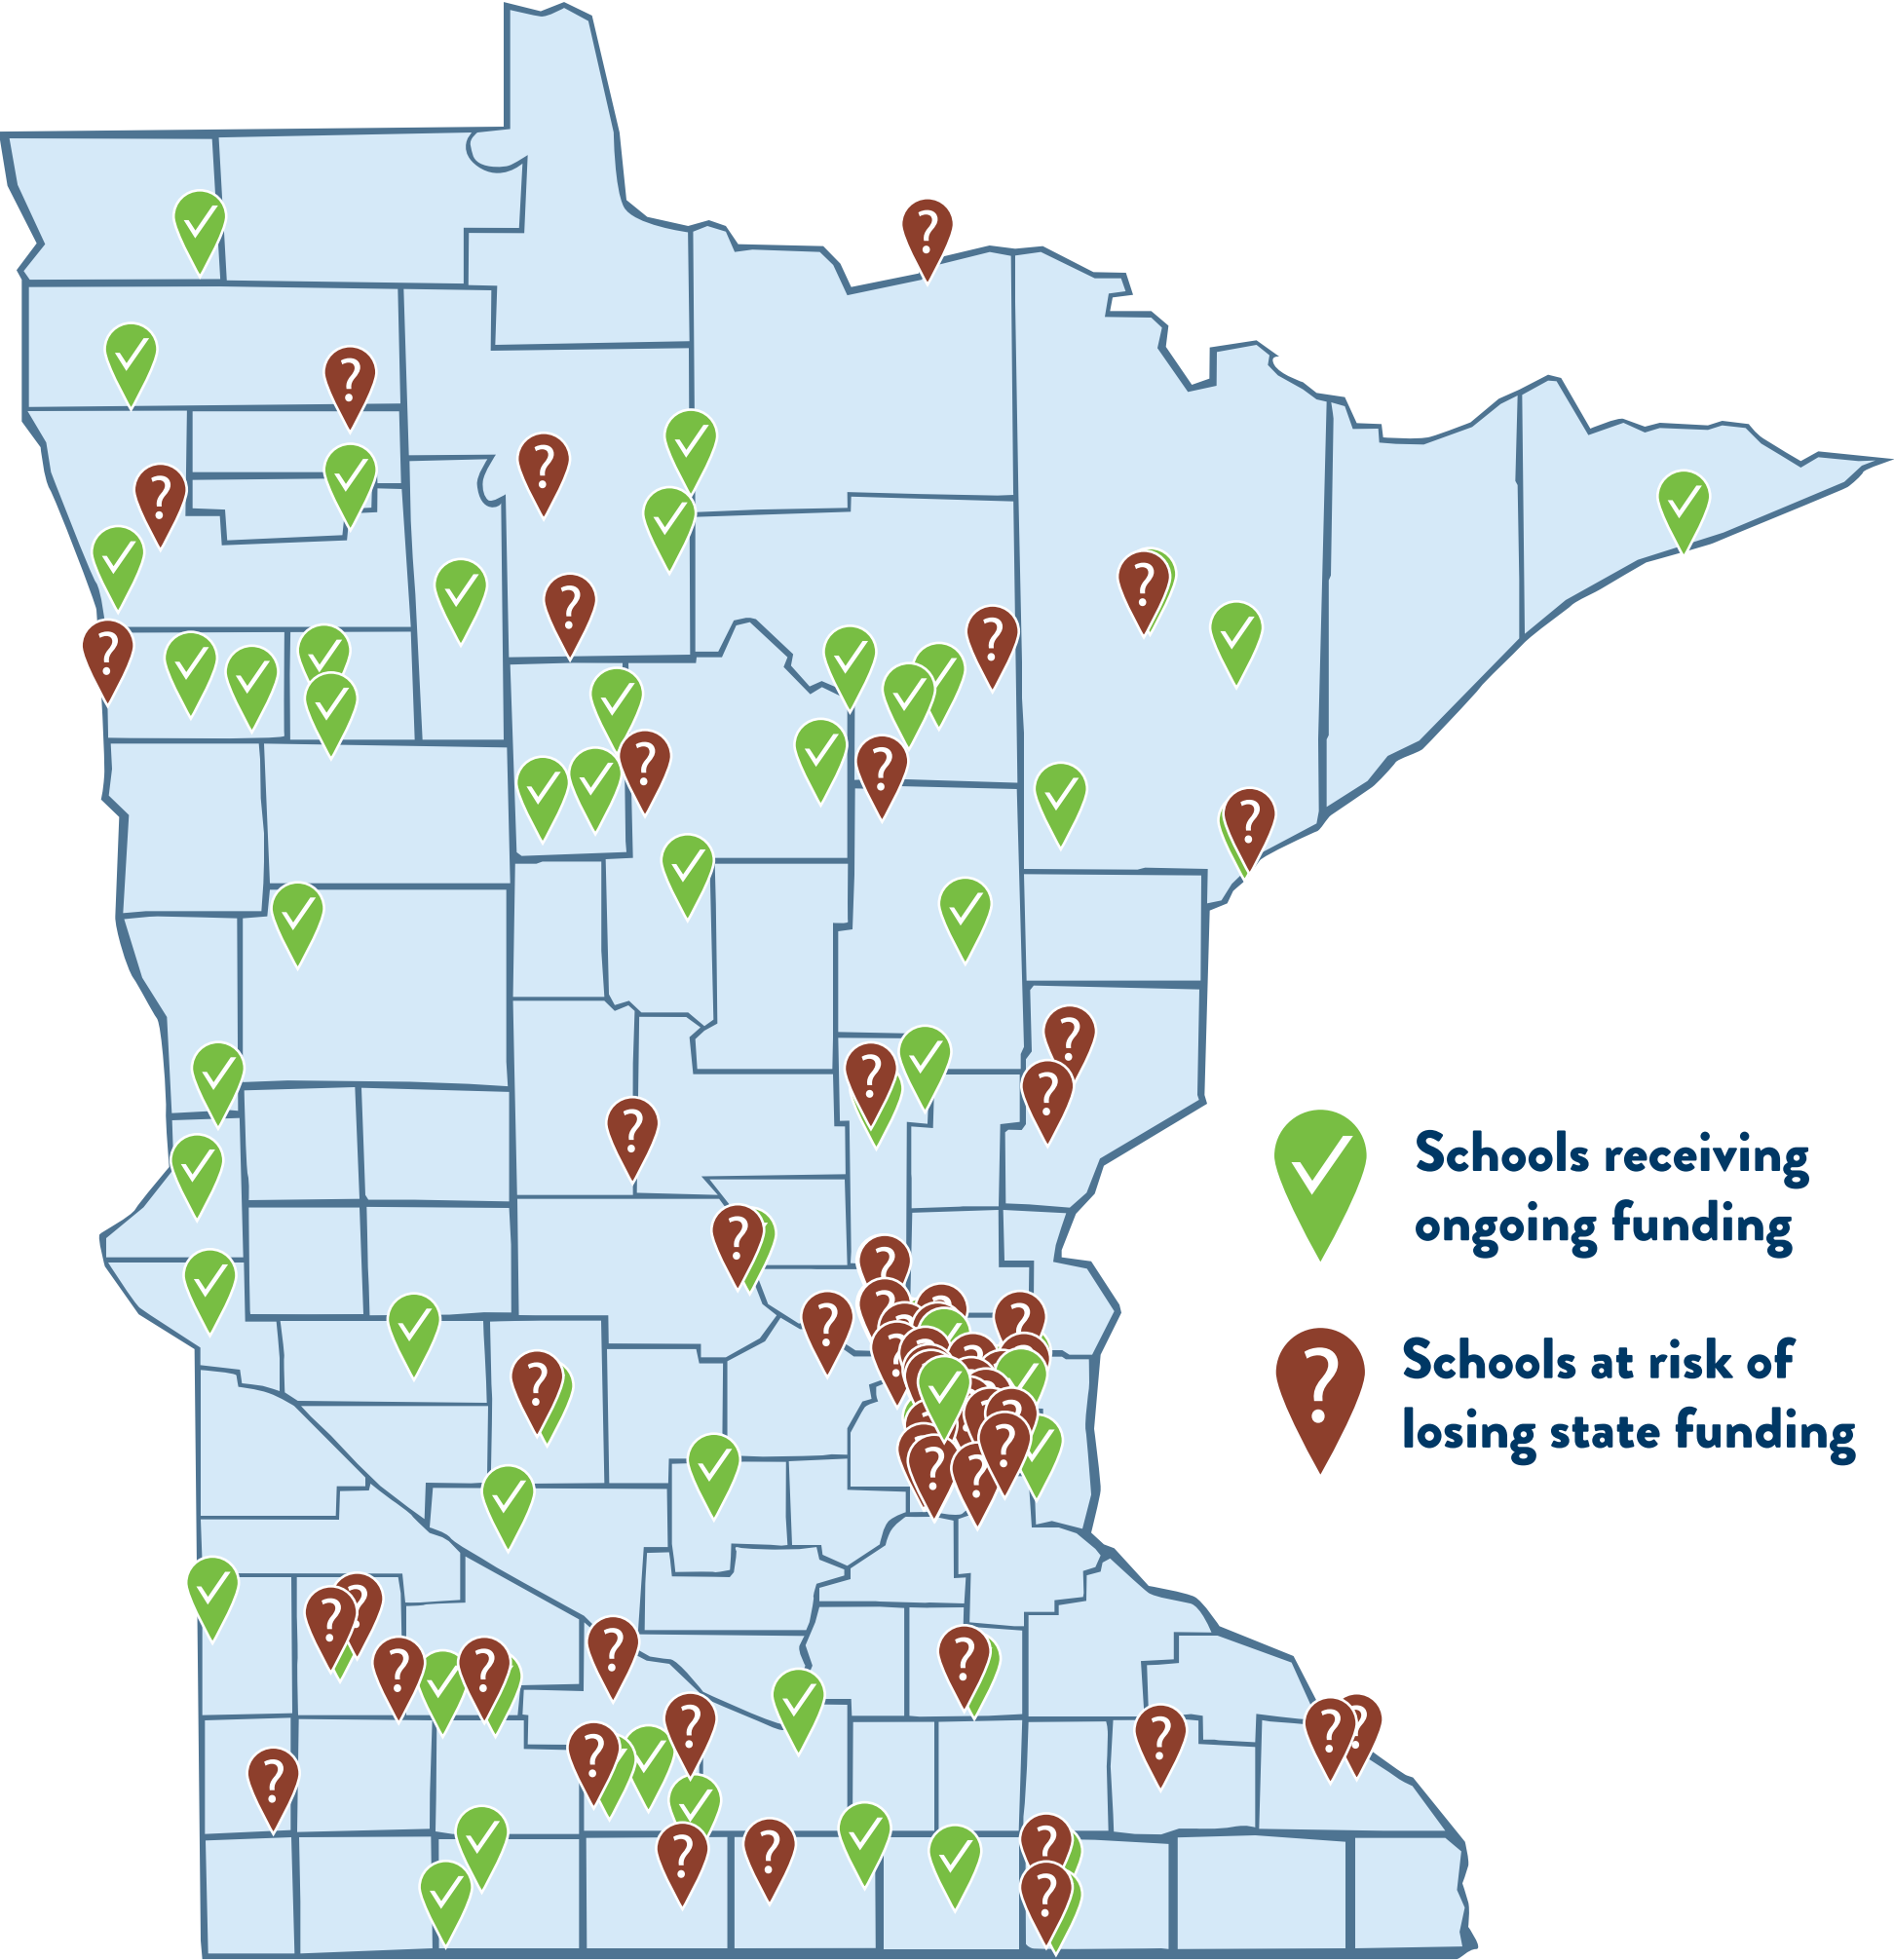 Schools receiving
ongoing funding
Schools at risk of
losing state funding